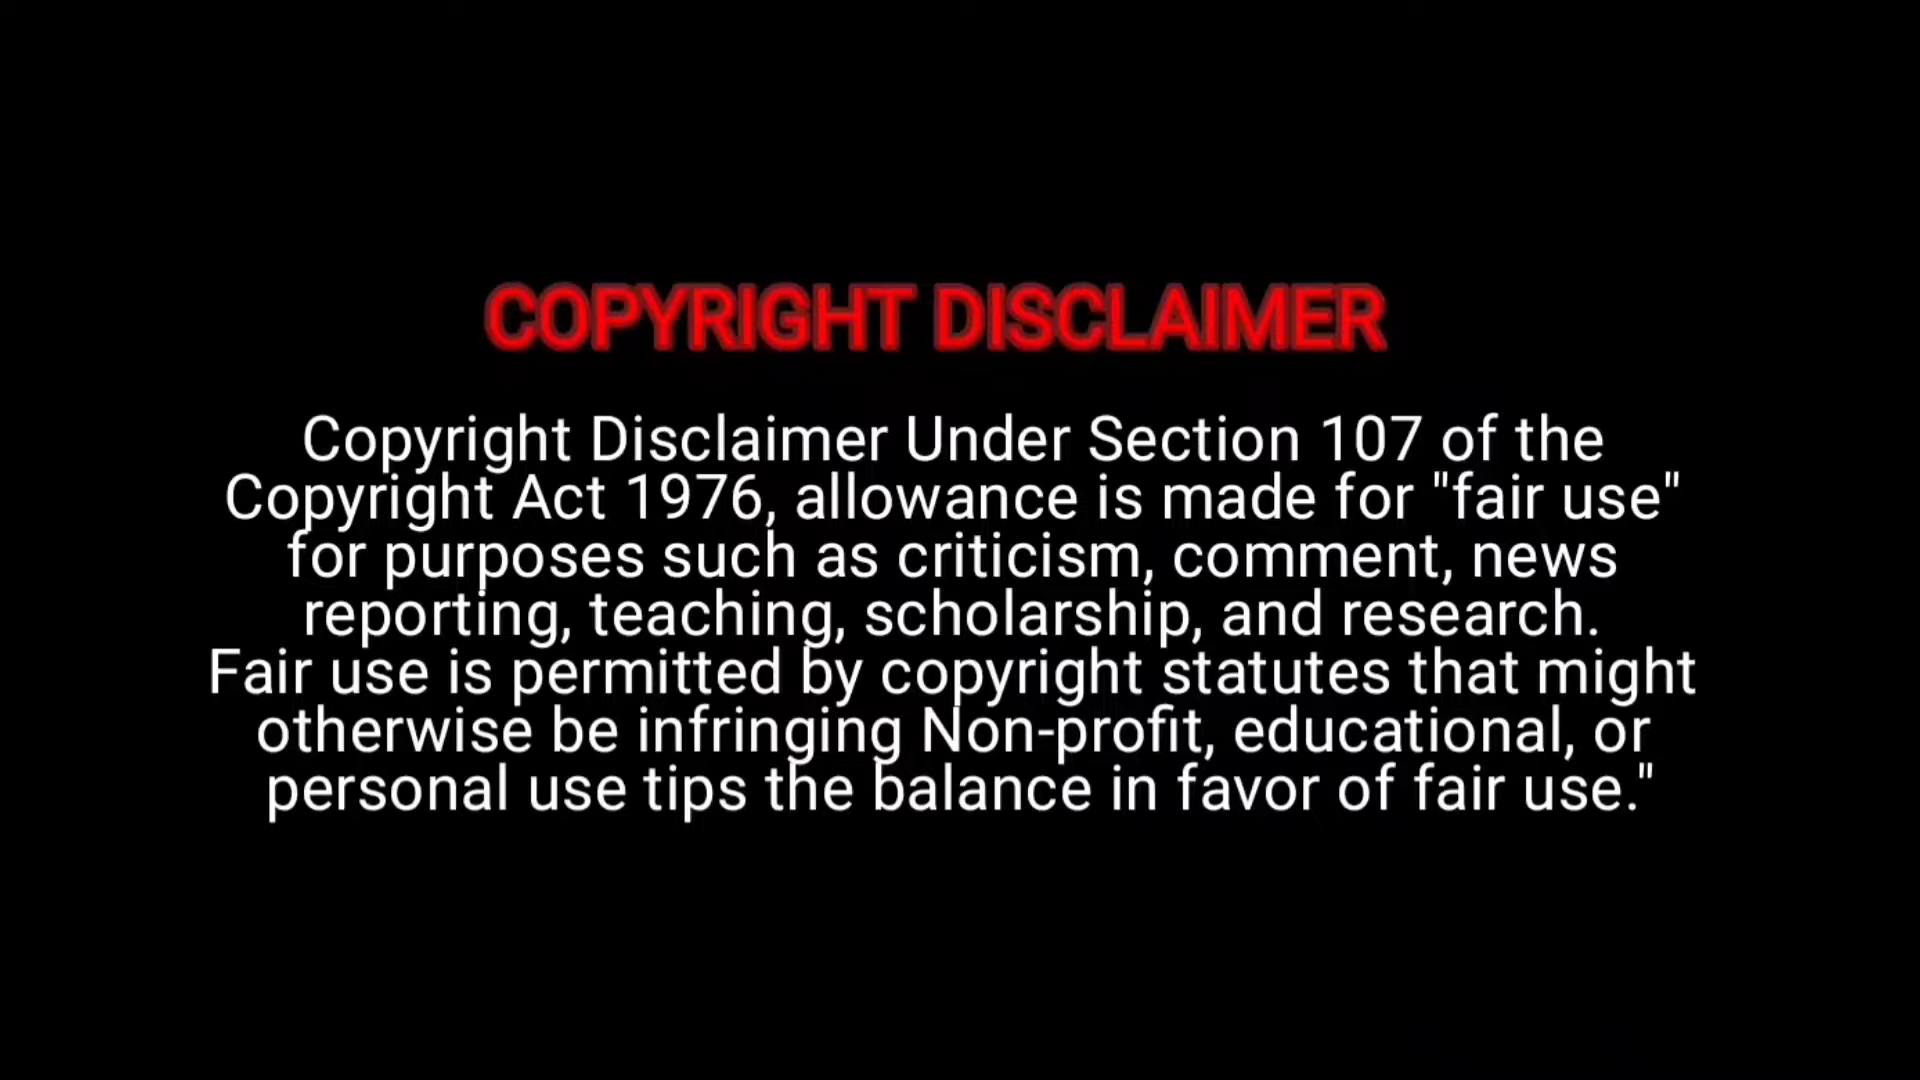 COPYRIGHT DISCLAIMER
Copyright Disclaimer Under Section 107 of the
Copyright Act 1976, allowance is made for "fair use"
for purposes such as criticism, comment, news
reporting, teaching, scholarship, and research.
Fair use is permitted by copyright statutes that might
otherwise be infringing Non-profit, educational, or
personal use tips the balance in favor of fair use."